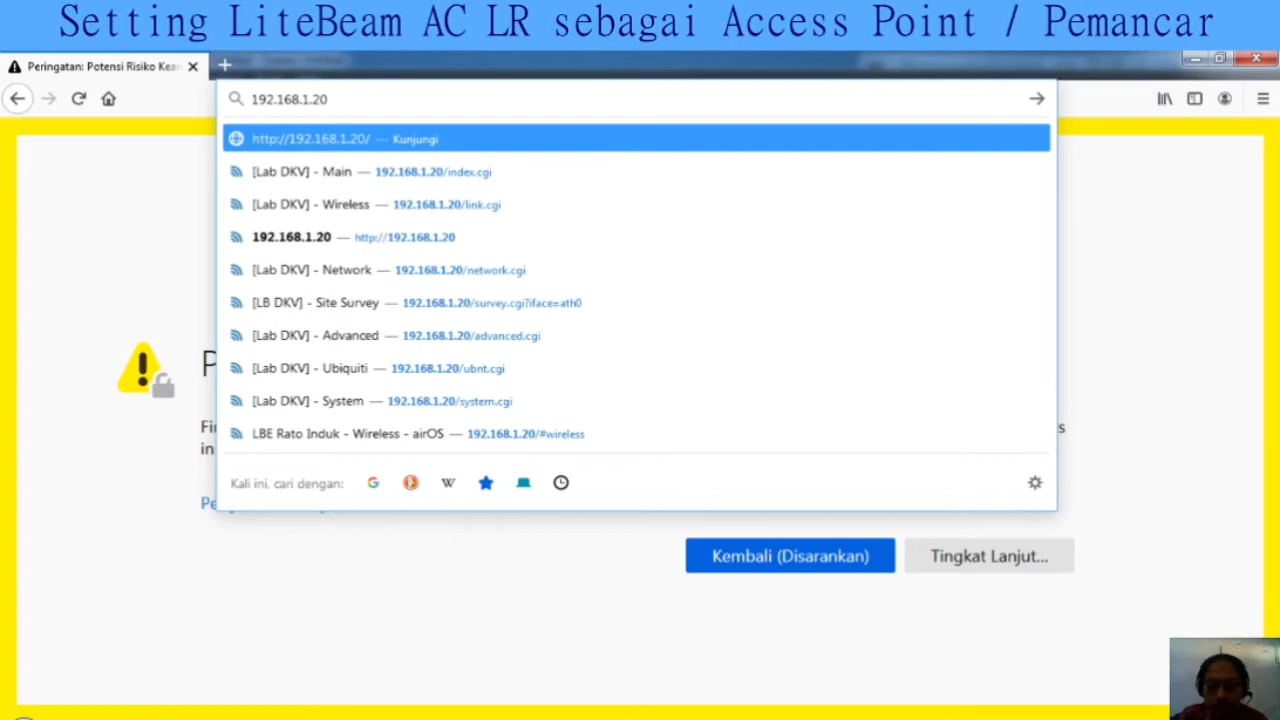 Setting LiteBeam AC LR sebagai Access Point / Pemancar
Peringatan: Potensi Risiko Kean
192.168.1.20
http://192.168.1.20/ — Kunjungi
[Lab DKV] - Main — 192.168.1.20/index.cgi
[Lab DKV] - Wireless — 192.168.1.20/link.cgi
192.168.1.20 — http://192.168.1.20
[Lab DKV] - Network — 192.168.1.20/network.cgi
[LB DKV] - Site Survey — 192.168.1.20/survey.cgi?iface=ath0
[Lab DKV] - Advanced — 192.168.1.20/advanced.cgi
[Lab DKV] - Ubiquiti — 192.168.1.20/ubnt.cgi
[Lab DKV] - System — 192.168.1.20/system.cgi
LBE Rato Induk - Wireless - airOS — 192.168.1.20/#wireless
Kali ini, cari dengan:
Kembali (Disarankan)
Tingkat Lanjut...